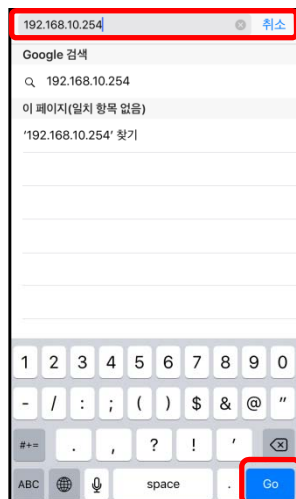 192.168.10.254 취소
Google 검색
192.168.10.254
이 페이지(일치 항목 없음)
‘192.168.10.254’ 찾기
1 2 3 4 5 6 7 8 9 0
- / : ; ( ) $ & @ "
#+= . , ? ! '
ABC space . Go